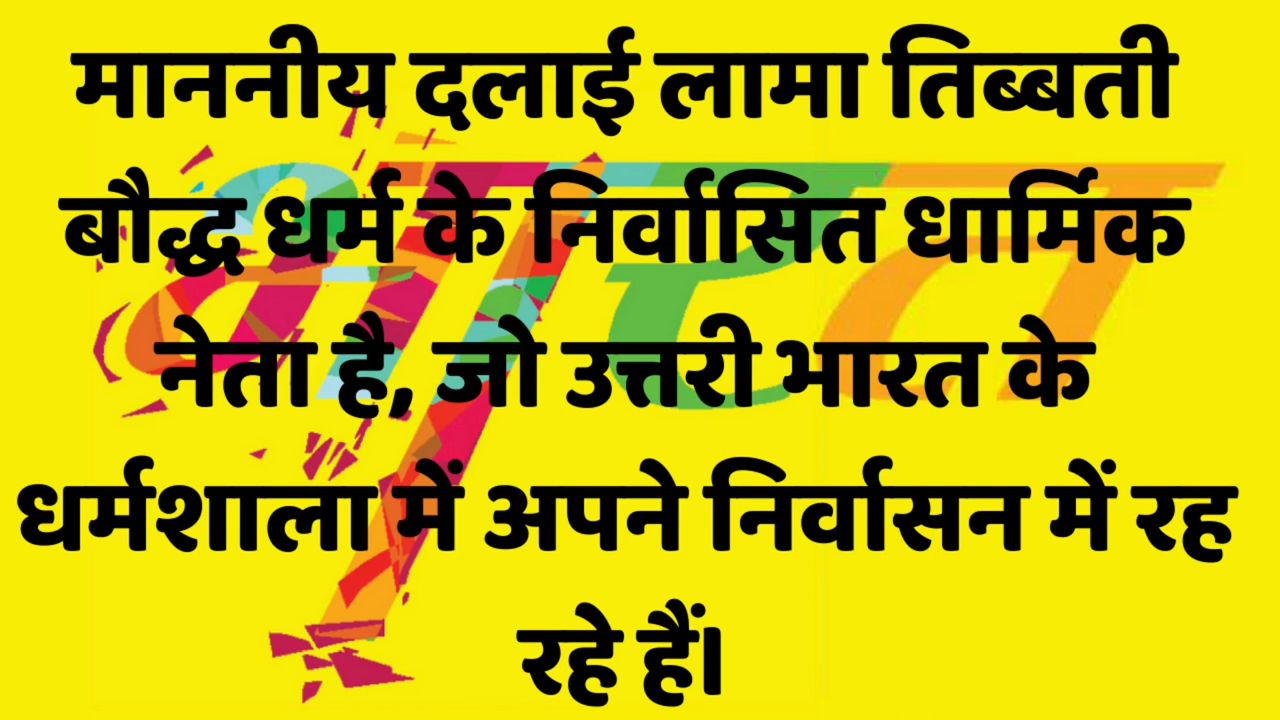 माननीय दलाई लामा तिब्बती
बौद्ध धर्म के निर्वासित धार्मिक
नेता है, जो उत्तरी भारत के
धर्मशाला में अपने निर्वासन में रह
रहे हैं।